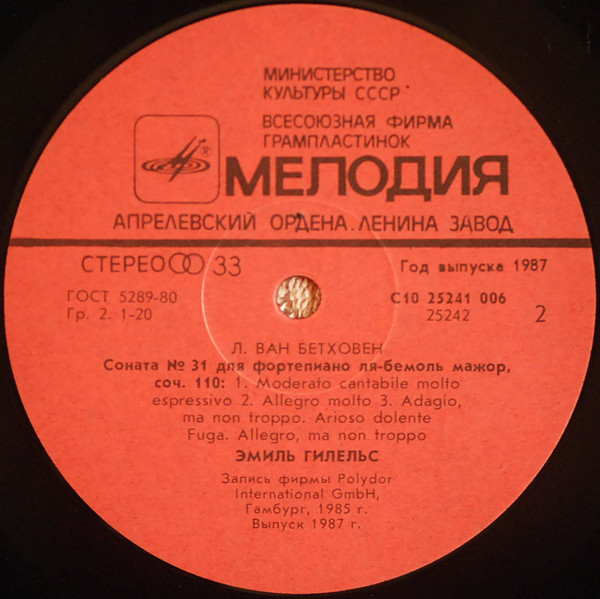 МИНИСТЕРСТВО
КУЛЬТУРЫ СССР
ВСЕСОЮЗНАЯ ФИРМА
ГРАМПЛАСТИНОК
МЕЛОДИЯ
АПРЕЛЕВСКИЙ ОРДЕНА ЛЕНИНА ЗАВОД
СТЕРЕО 33
Год выпуска 1987
ГОСТ 5289-80
С10 25241 006
Гр. 2. 1-20
25242
2
Л. ВАН БЕТХОВЕН
Соната № 31 для фортепиано ля-бемоль мажор,
соч. 110: 1. Moderato cantabile molto
espressivo 2. Allegro molto 3. Adagio,
ma non troppo. Arioso dolente
Fuga. Allegro, ma non troppo
ЭМИЛЬ ГИЛЕЛЬС
Запись фирмы Polydor
International GmbH,
Гамбург, 1985 г.
Выпуск 1987 г.